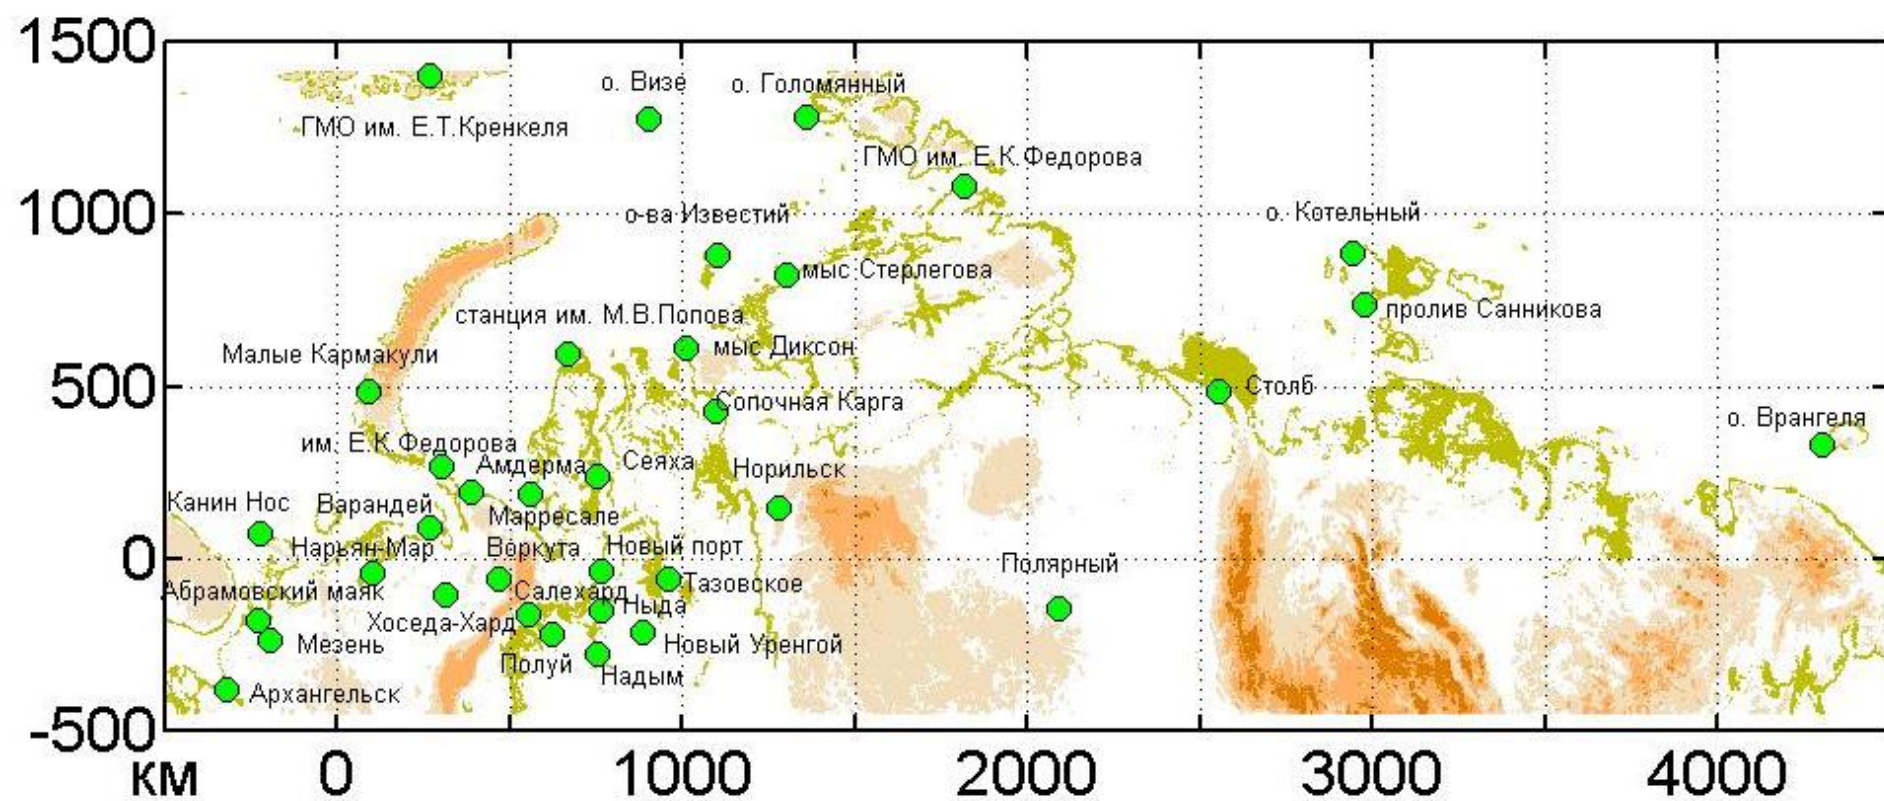 1500
о. Визе
о. Голомянный
ГМО им. Е.Т.Кренкеля
ГМО им. Е.К.Федорова
1000
о-ва Известий
о. Котельный
мыс Стерлегова
станция им. М.В.Попова
пролив Санникова
Малые Кармакули
мыс Диксон
500
Столб
Сопочная Карга
о. Врангеля
им. Е.К.Федорова
Амдерма
Сеяха
Норильск
Канин Нос
Варандей
Марресале
Нарьян-Мар
Воркута
Новый порт
0
Полярный
Абрамовский маяк
Салехард
Тазовское
Ныда
Хоседа-Хард
Мезень
Новый Уренгой
Полуй
Надым
Архангельск
-500
км
0
1000
2000
3000
4000